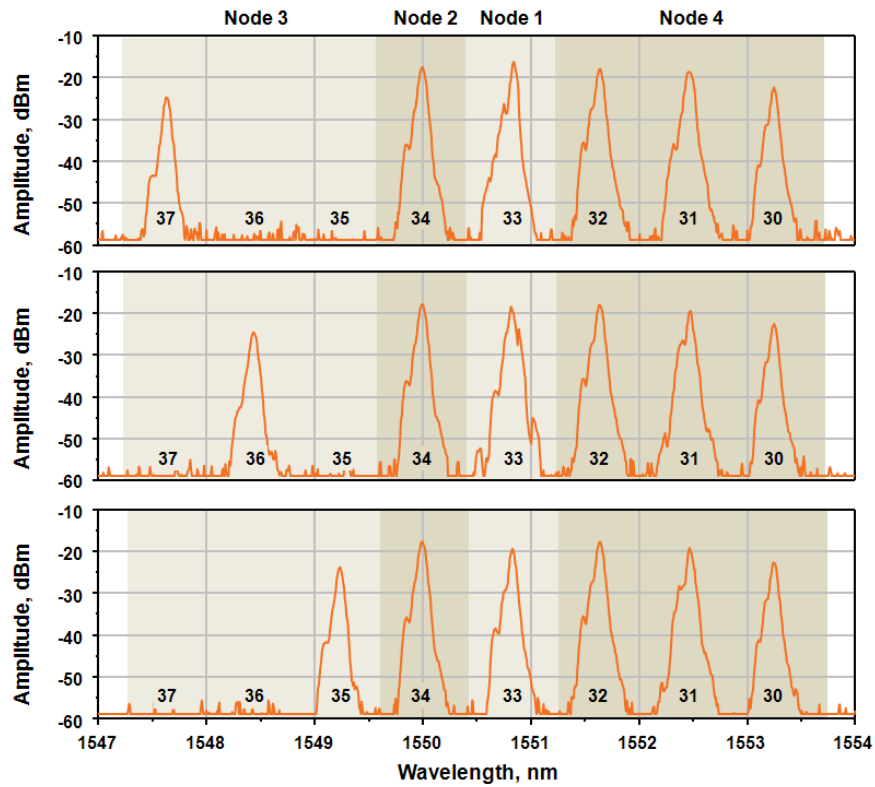 Node 3 Node 2 Node 1 Node 4
Amplitude, dBm
-10
-20
-30
-40
-50
-60
37 36 35 34 33 32 31 30
Amplitude, dBm
-10
-20
-30
-40
-50
-60
37 36 35 34 33 32 31 30
Amplitude, dBm
-10
-20
-30
-40
-50
-60
37 36 35 34 33 32 31 30
1547 1548 1549 1550 1551 1552 1553 1554
Wavelength, nm